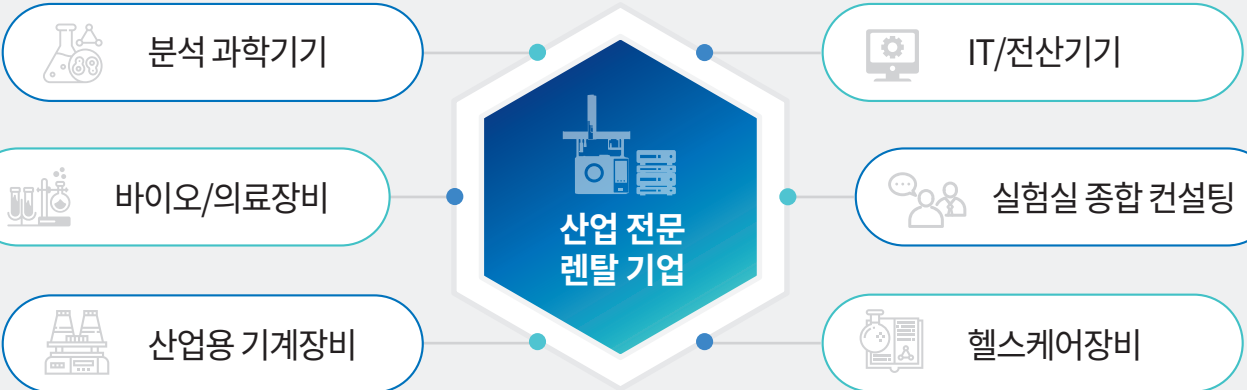 분석 과학기기
IT/전산기기
바이오/의료장비
산업 전문
렌탈 기업
실험실 종합 컨설팅
산업용 기계장비
헬스케어장비